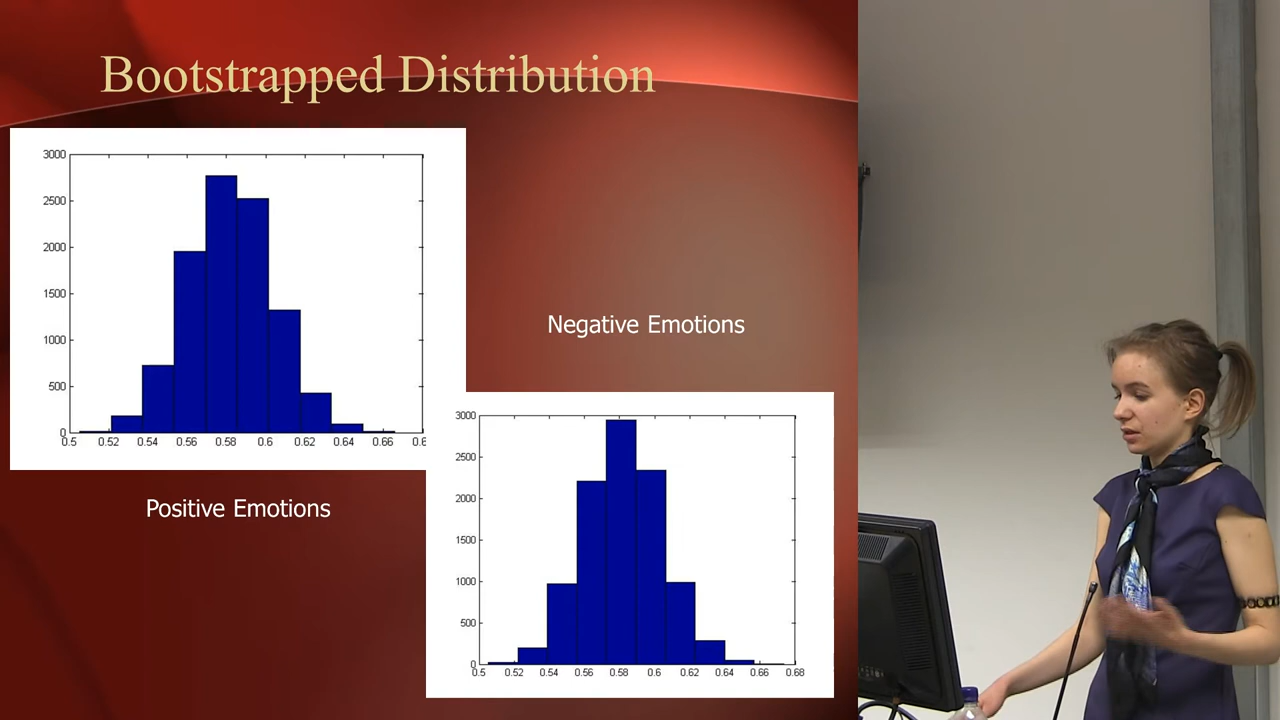 Bootstrapped Distribution
3000
2500
2000
1500
1000
500
0
0.5 0.52 0.54 0.56 0.58 0.6 0.62 0.64 0.66
Positive Emotions
Negative Emotions
3000
2500
2000
1500
1000
500
0
0.5 0.52 0.54 0.56 0.58 0.6 0.62 0.64 0.66 0.68